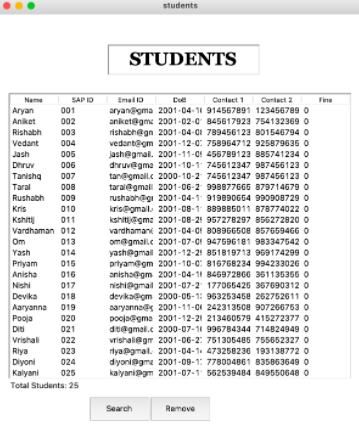 students
STUDENTS
Name SAP ID Email ID DoB Contact 1 Contact 2 Fine
Aryan 001 aryan@gma 2001-04-1 914567891 123456789 0
Aniket 002 aniket@gm 2001-02-0 845617923 754132369 0
Rishabh 003 rishabh@gr 2001-04-0 789456123 801546794 0
Vedant 004 vedant@gm 2001-12- 758964712 925879635 0
Jash 005 jash@gmail. 2001-11-0 456789123 885741234 0
Dhruv 006 dhruv@gma 2001-10- 745612347 987456123 0
Tanishq 007 tan@gmail.c 2000-10-2 745612347 987456123 0
Taral 008 taral@gmail 2001-06-2 998877665 879714679 0
Rushabh 009 rushabh@g 2001-04-1 919890654 990908729 0
Kris 010 kris@gmail. 2001-08-1 889885011 878774022 0
Kshitij 011 kshitij@gma 2001-08-2 957278297 856272820 0
Vardhaman 012 vardhaman 2001-04-0 808966508 857659466 0
Om 013 om@gmail.c 2001-07-0 947596181 983347542 0
Yash 014 yash@gmail 2001-12-2 851819713 969174299 0
Priyam 015 priyam@gm 2001-10-0 816768234 994233026 0
Anisha 016 anisha@gm 2001-04-1 846972866 361135355 0
Nishi 017 nishi@gmail 2001-07-2 177065425 367690312 0
Devika 018 devika@gma 2000-05-1 963253458 262752611 0
Aaryanna 019 aaryanna@g 2001-11-0 242313508 907266753 0
Pooja 020 pooja@gmai 2001-12-2 213460579 415272377 0
Diti 021 diti@gmail.c 2000-07-1 996784344 714824949 0
Vrishali 022 vrishali@gm 2001-06-2 751305485 755652327 0
Riya 023 riya@gmail. 2001-04-1 473258236 193138772 0
Diyoni 024 diyoni@gma 2001-09-1 778004861 835863649 0
Kalyani 025 kalyani@gm 2001-07-1 562539484 849550648 0
Total Students: 25
Search Remove